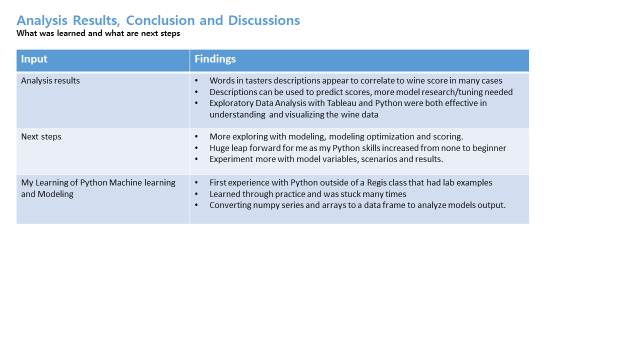 Analysis Results, Conclusion and Discussions
What was learned and what are next steps
Input
Findings
Analysis results
• Words in tasters descriptions appear to correlate to wine score in many cases
• Descriptions can be used to predict scores, more model research/tuning needed
• Exploratory Data Analysis with Tableau and Python were both effective in
understanding and visualizing the wine data
Next steps
• More exploring with modeling, modeling optimization and scoring.
• Huge leap forward for me as my Python skills increased from none to beginner
• Experiment more with model variables, scenarios and results.
My Learning of Python Machine learning
and Modeling
• First experience with Python outside of a Regis class that had lab examples
• Learned through practice and was stuck many times
• Converting numpy series and arrays to a data frame to analyze models output.